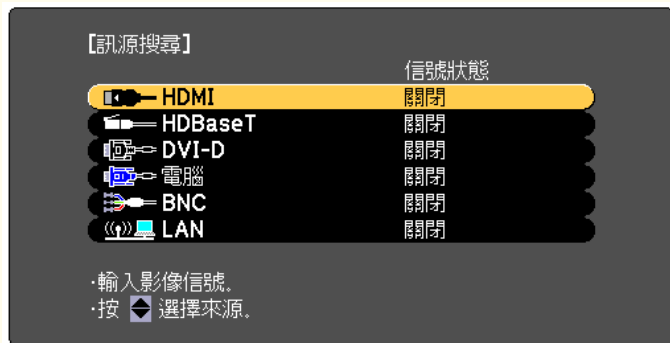 【訊源搜尋】
信號狀態
HDMI 關閉
HDBaseT 關閉
DVI-D 關閉
電腦 關閉
BNC 關閉
LAN 關閉
·輸入影像信號.
·按 選擇來源.